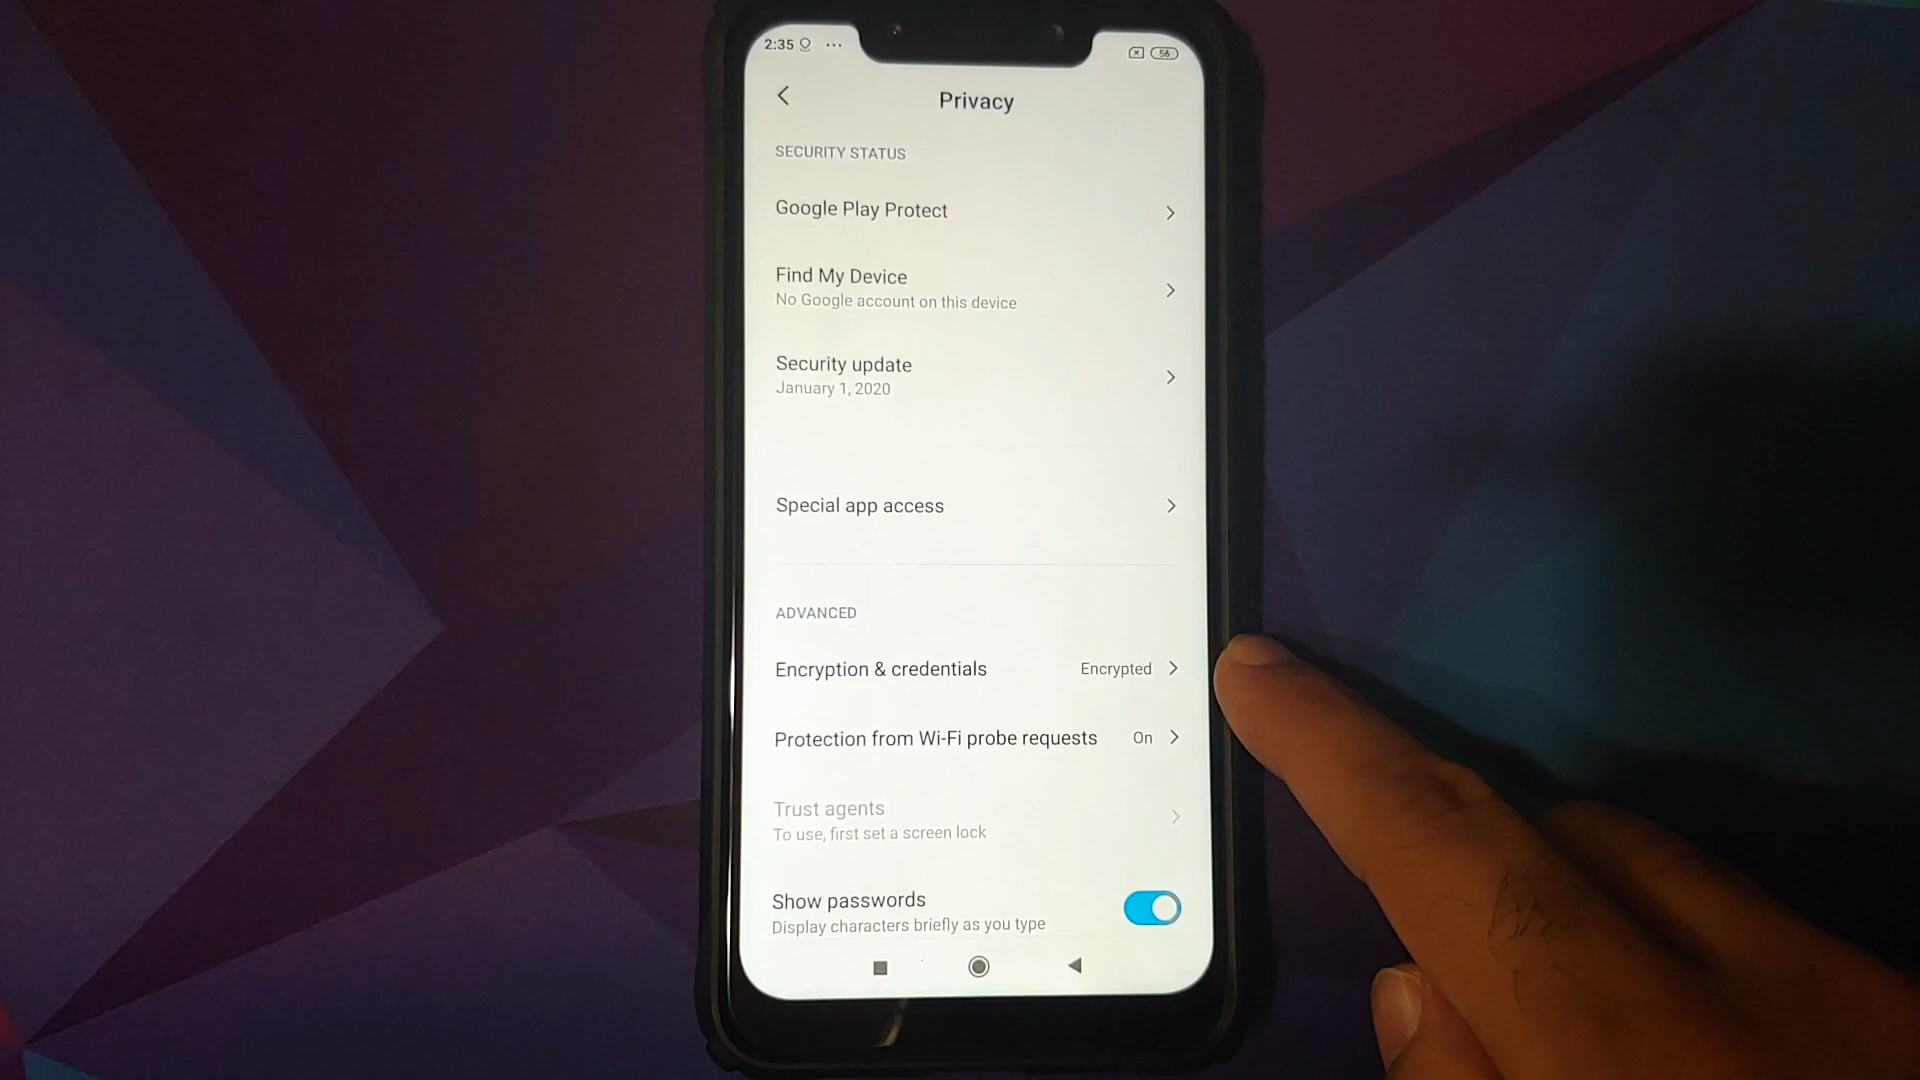 2:35 ...
56
Privacy
SECURITY STATUS
Google Play Protect
Find My Device
No Google account on this device
Security update
January 1, 2020
Special app access
ADVANCED
Encryption & credentials Encrypted
Protection from Wi-Fi probe requests On
Trust agents
To use, first set a screen lock
Show passwords
Display characters briefly as you type